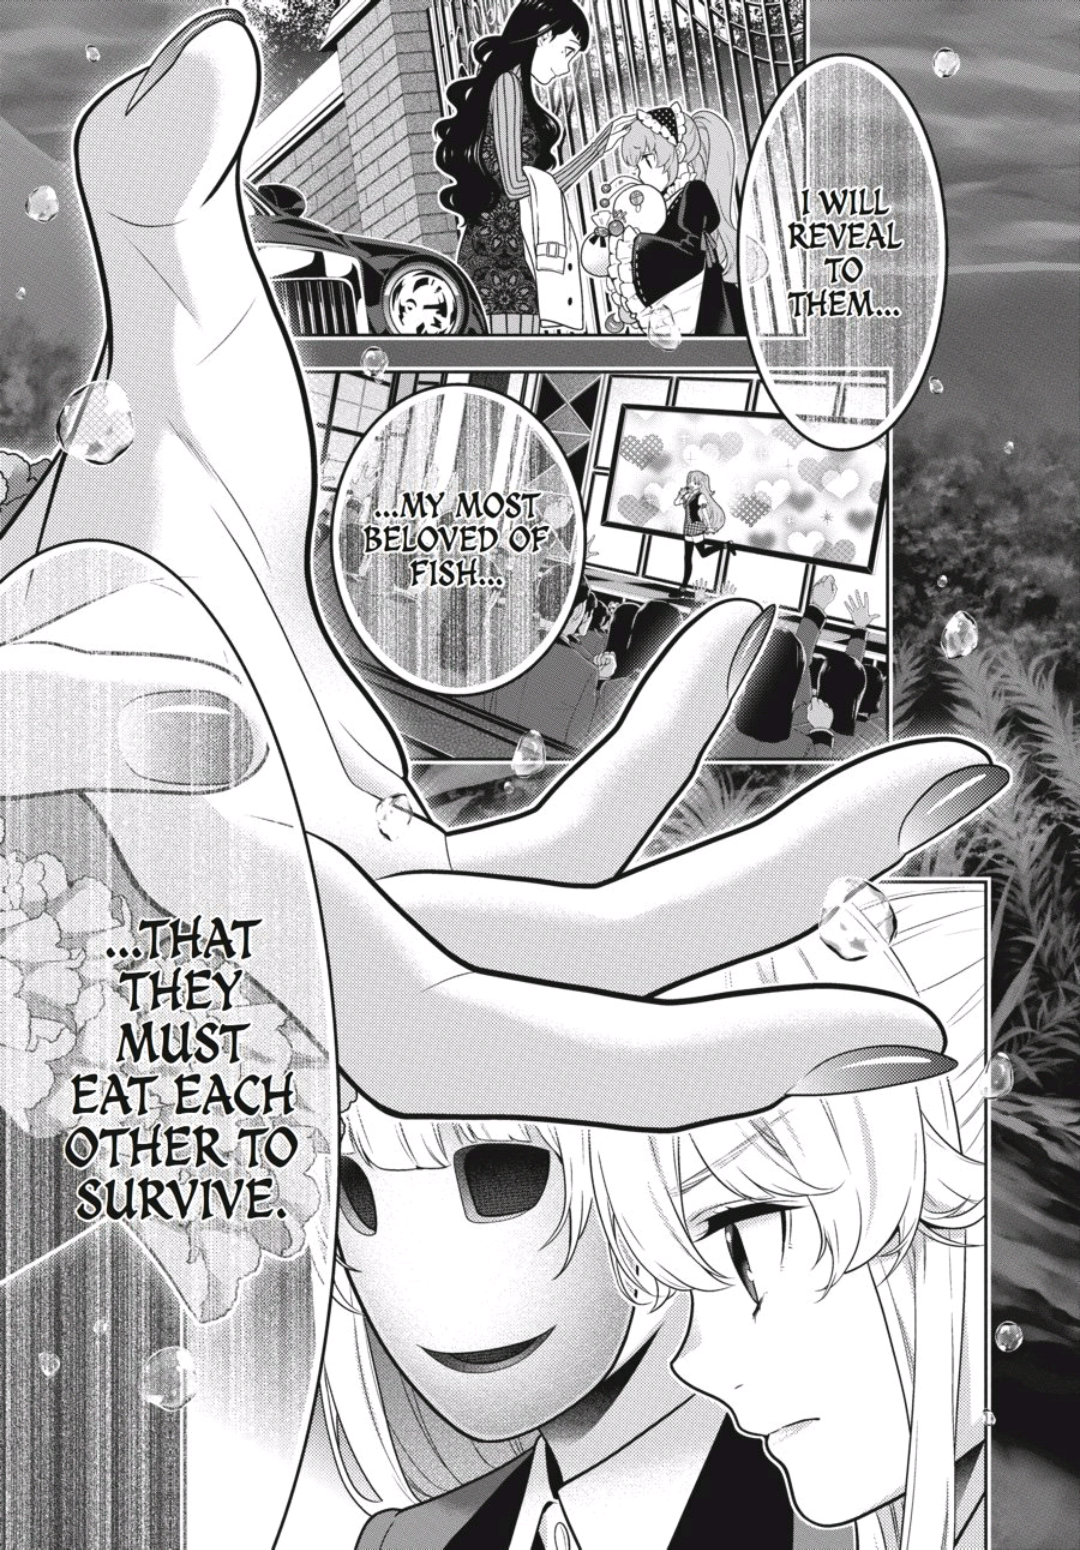 I WILL
REVEAL
TO
THEM...
...MY MOST
BELOVED OF
FISH...
...THAT
THEY
MUST
EAT EACH
OTHER TO
SURVIVE.